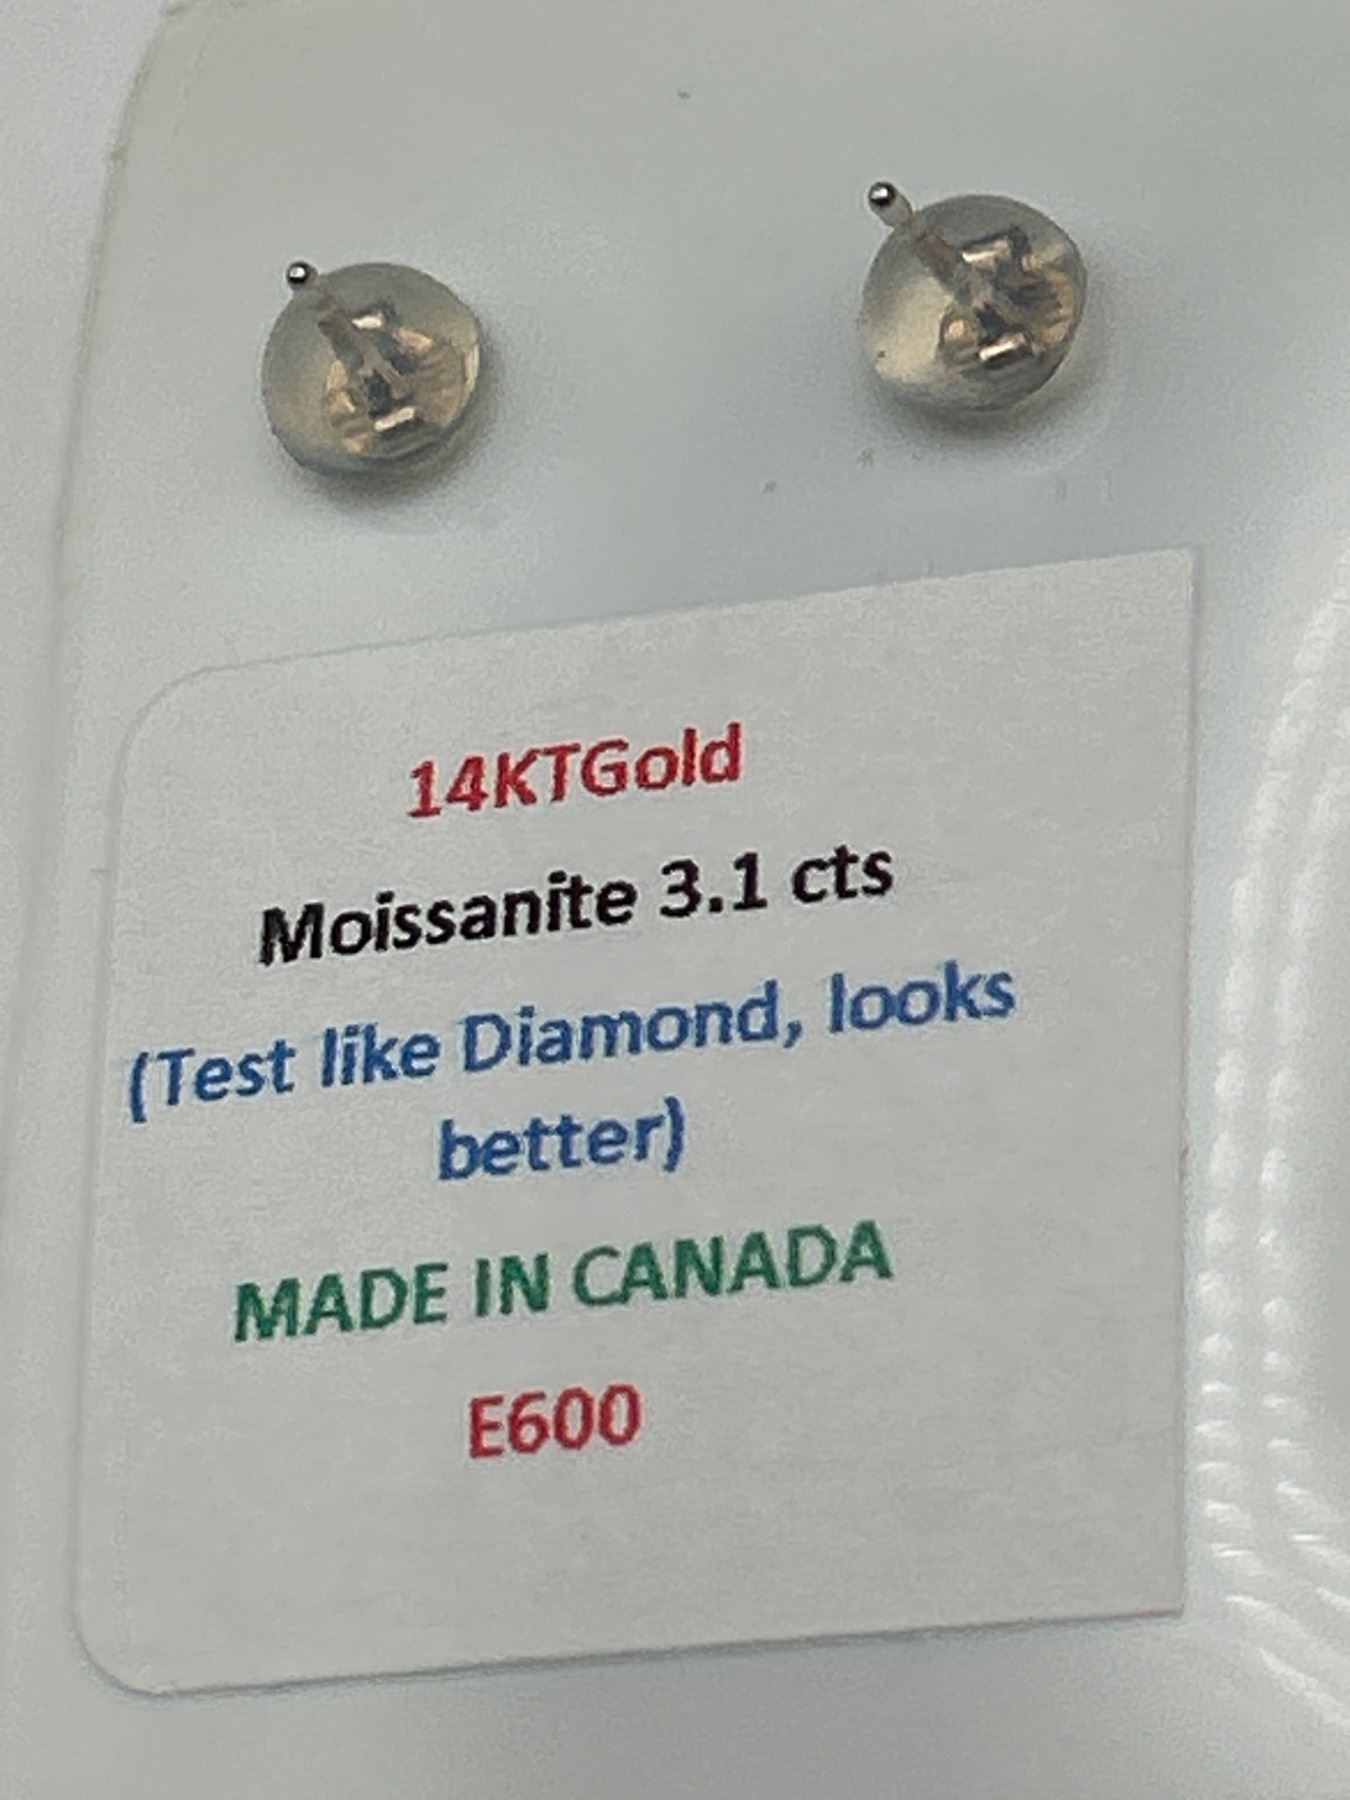 14KTGold
Moissanite 3.1 cts
(Test like Diamond, looks
better)
MADE IN CANADA
E600